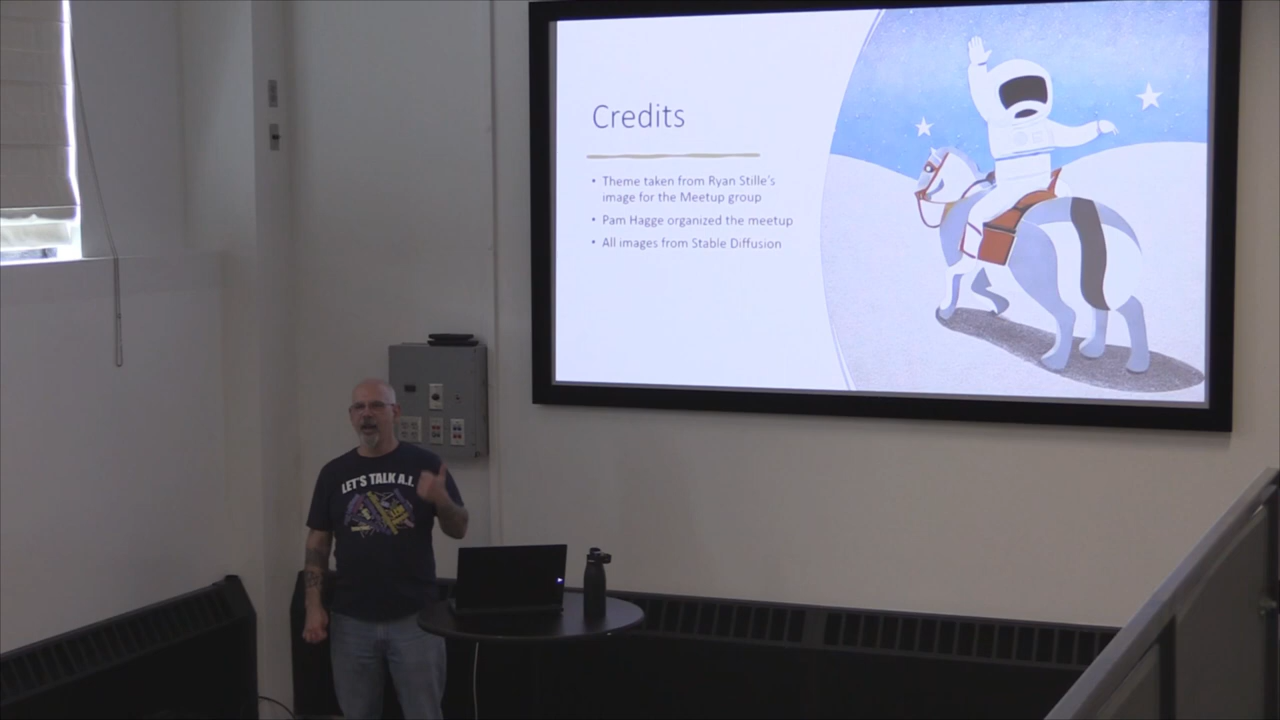 Credits
• Theme taken from Ryan Stille's
image for the Meetup group
• Pam Hagge organized the meetup
• All images from Stable Diffusion
LET'S TALK A.I.